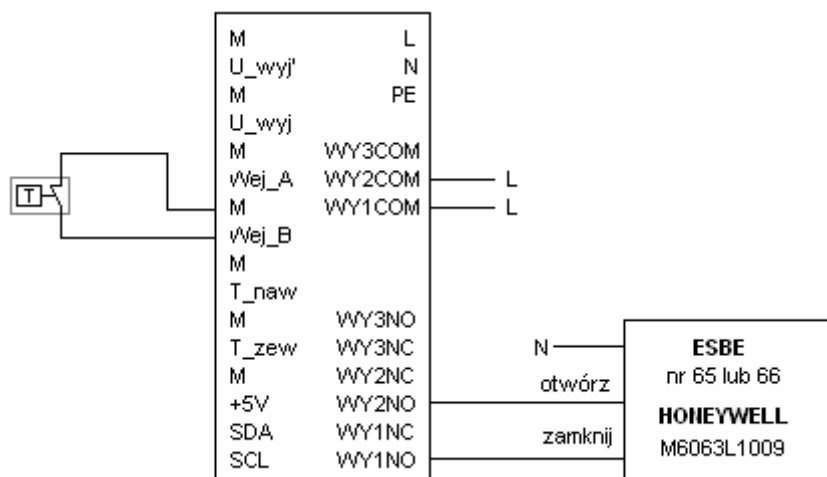 M L
U_wyj' N
M PE
U_wyj
M WY3COM
Wej_A WY2COM L
T
M WY1COM L
Wej_B
M
T_naw
M WY3NO
T_zew WY3NC N ESBE
M WY2NC otwórz nr 65 lub 66
+5V WY2NO HONEYWELL
SDA WY1NC zamknij M6063L1009
SCL WY1NO